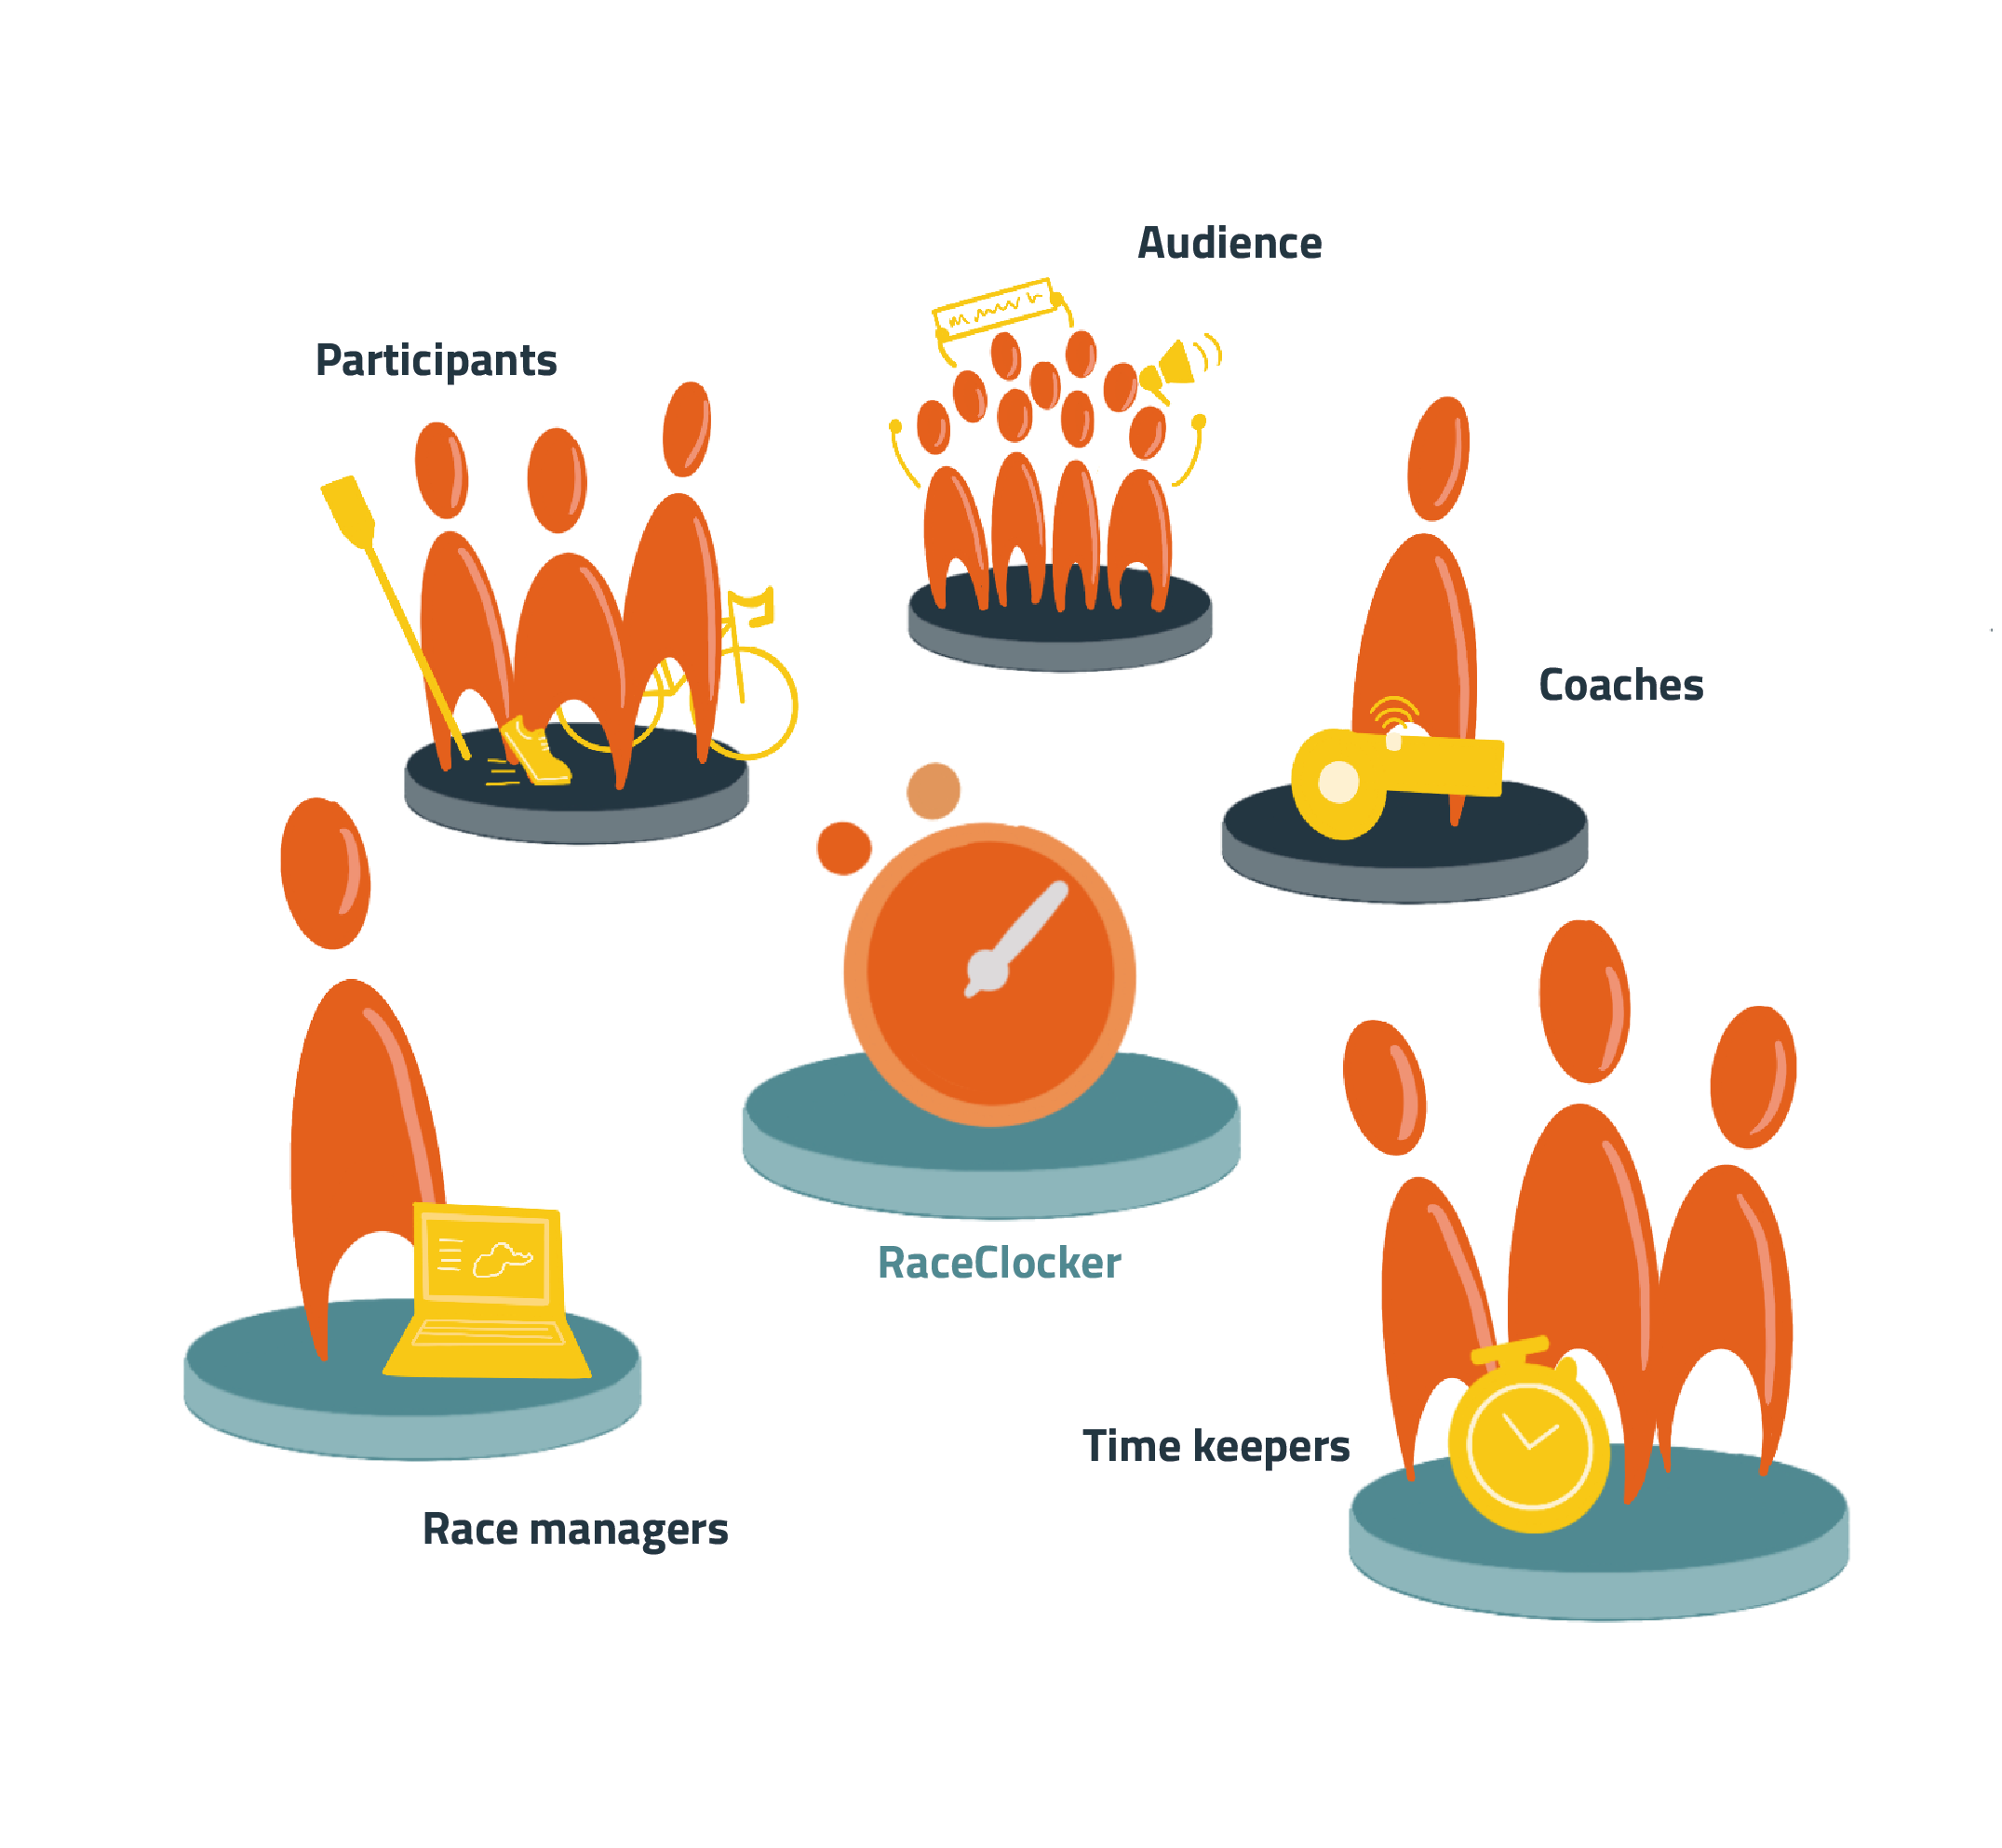 Audience
Participants
Coaches
RaceClocker
Time keepers
Race managers